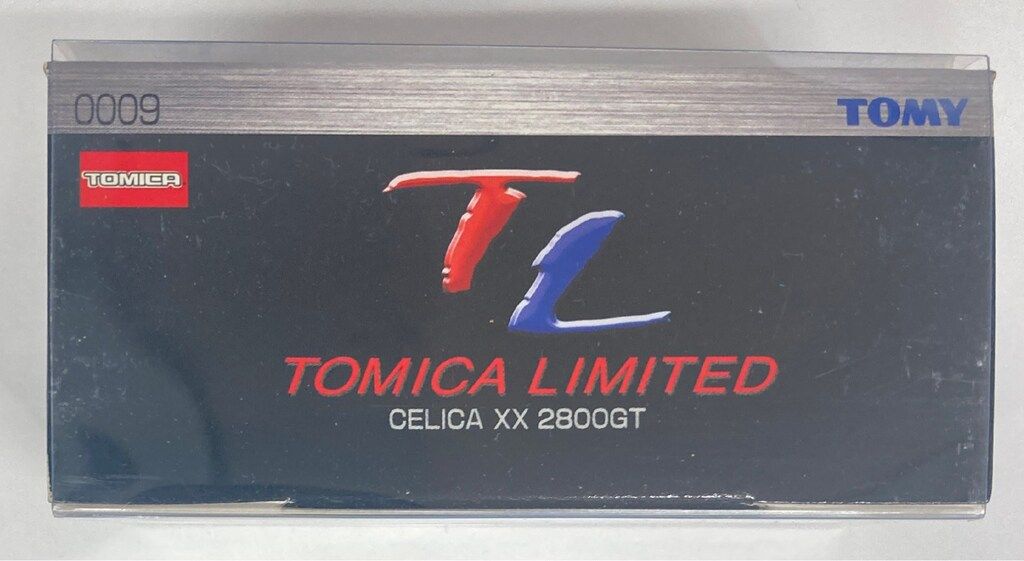 0009
TOMY
TOMICA
TL
TOMICA LIMITED
CELICA XX 2800GT